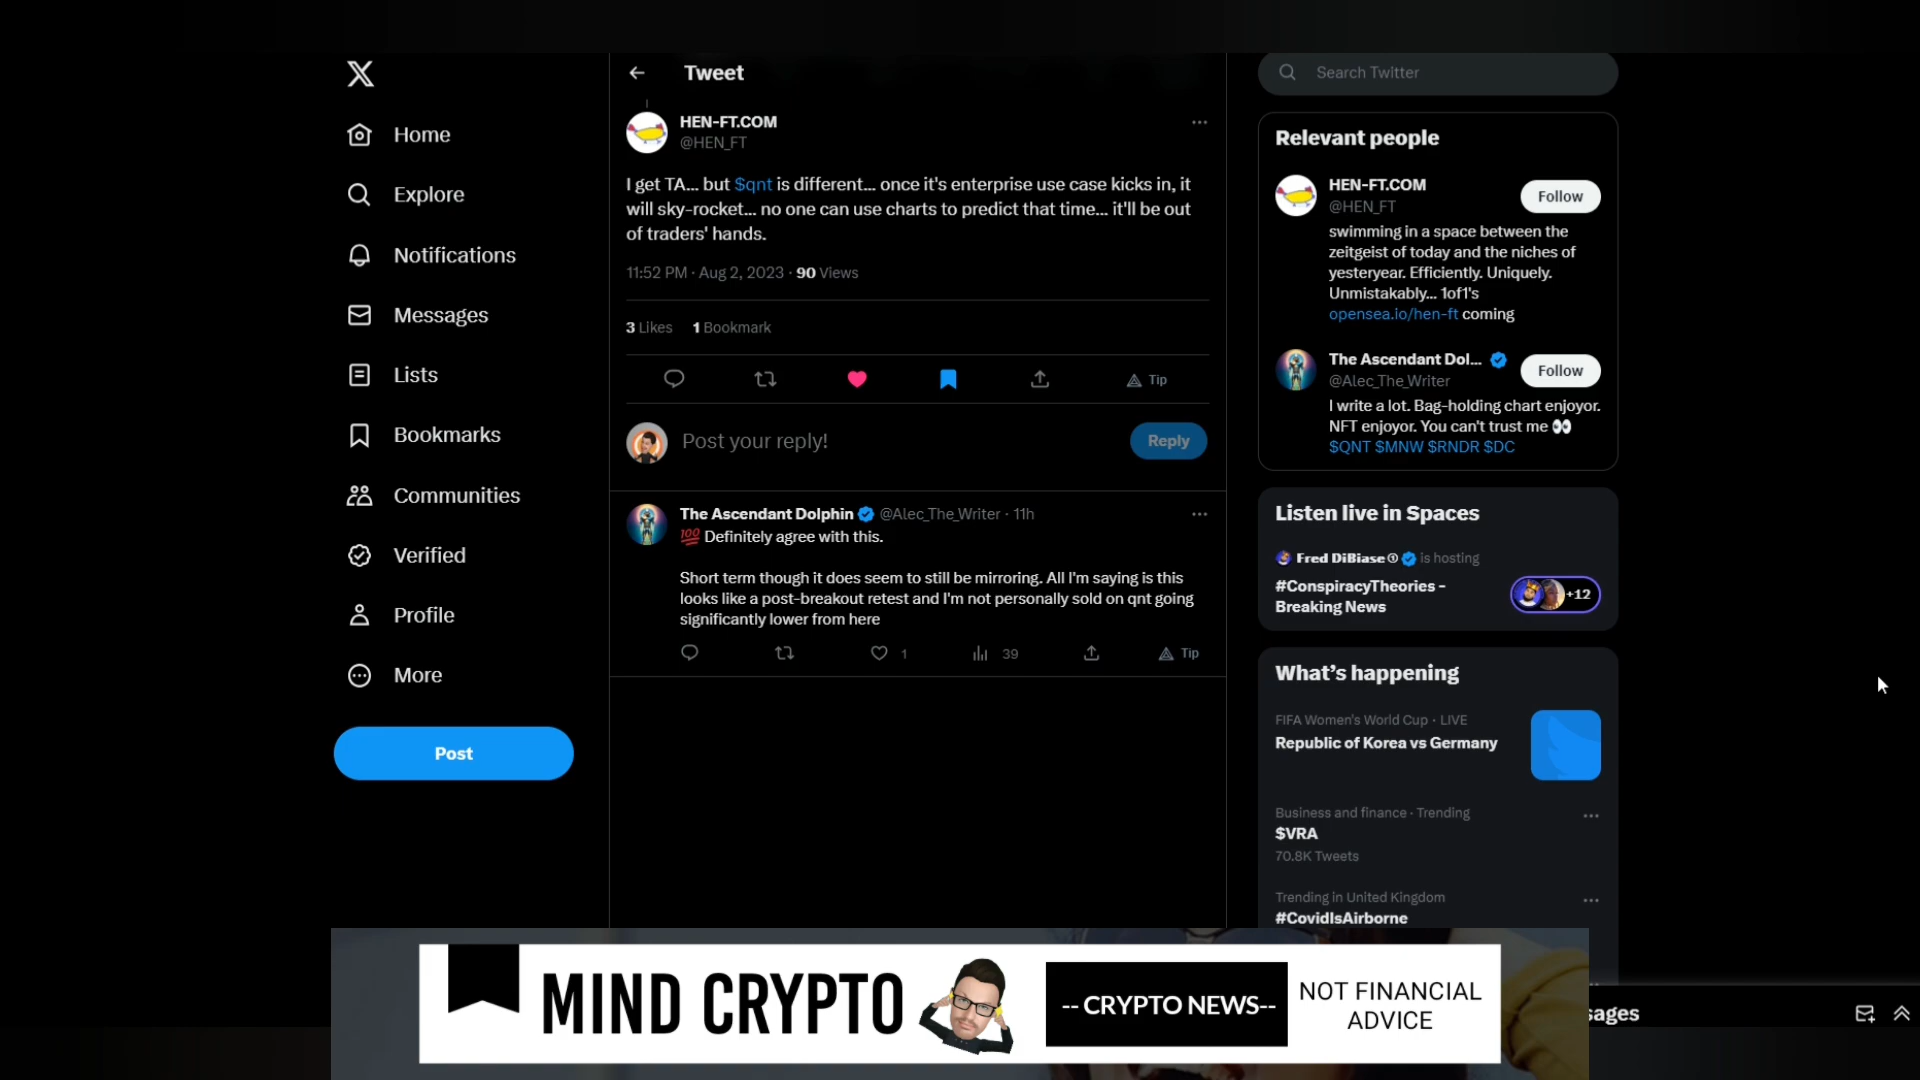 X
Home
Explore
Notifications
Messages
Lists
Bookmarks
Communities
Verified
Profile
More
Post
Tweet
HEN-FT.COM
@HEN_FT
I get TA... but $qnt is different... once it's enterprise use case kicks in, it
will sky-rocket... no one can use charts to predict that time... it'll be out
of traders' hands.
11:52 PM · Aug 2, 2023 · 90 Views
3 Likes 1 Bookmark
Tip
Post your reply!
Reply
The Ascendant Dolphin @Alec_The_Writer · 11h
💯 Definitely agree with this.
Short term though it does seem to still be mirroring. All I'm saying is this
looks like a post-breakout retest and I'm not personally sold on qnt going
significantly lower from here
1 39 Tip
Search Twitter
Relevant people
HEN-FT.COM
@HEN_FT
Follow
swimming in a space between the
zeitgeist of today and the niches of
yesteryear. Efficiently. Uniquely.
Unmistakably... 1of1's
opensea.io/hen-ft coming
The Ascendant Dol...
@Alec_The_Writer
Follow
I write a lot. Bag-holding chart enjoyor.
NFT enjoyor. You can't trust me 👀
$QNT $MNW $RNDR $DC
Listen live in Spaces
Fred DiBiase is hosting
#ConspiracyTheories -
Breaking News
+12
What's happening
FIFA Women's World Cup · LIVE
Republic of Korea vs Germany
Business and finance · Trending
$VRA
70.8K Tweets
Trending in United Kingdom
#CovidIsAirborne
sages
MIND CRYPTO
-- CRYPTO NEWS--
NOT FINANCIAL
ADVICE